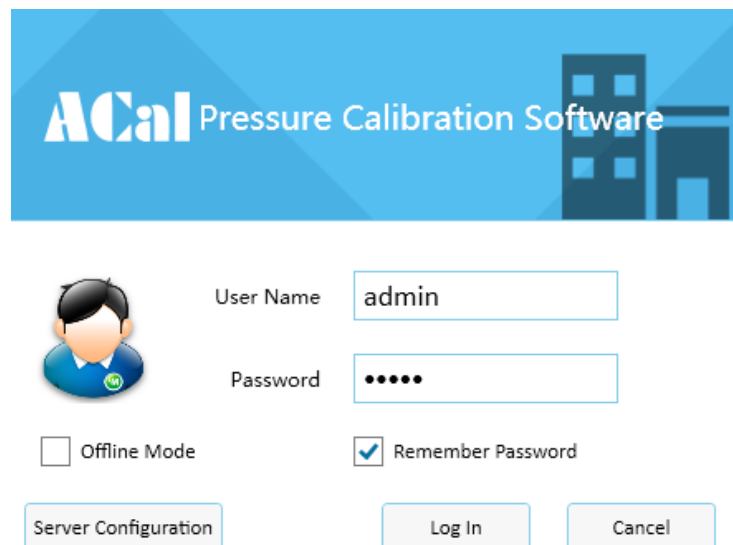 ACal Pressure Calibration Software
User Name admin
Password •••••
Offline Mode Remember Password
Server Configuration Log In Cancel